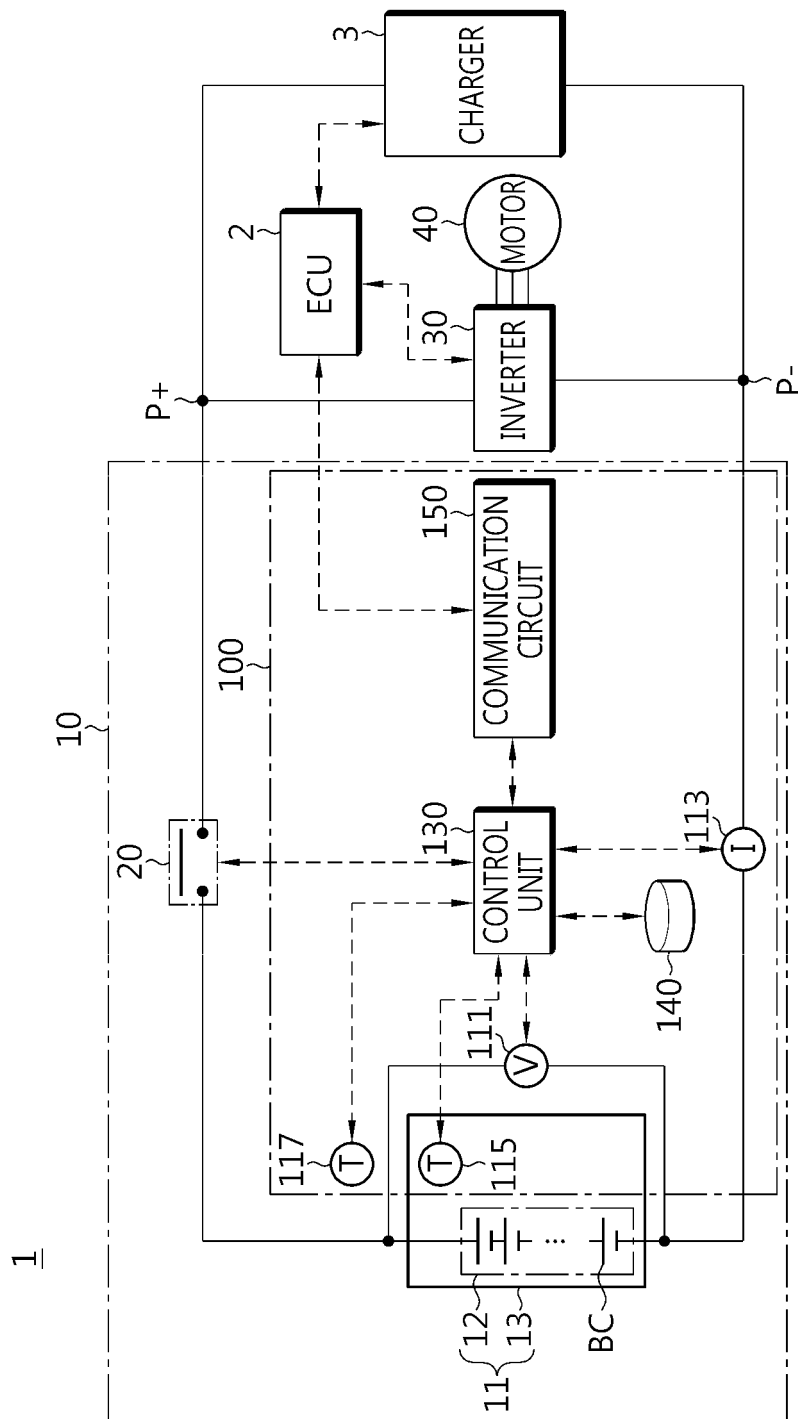 1
10
20
P+
2
ECU
3
CHARGER
100
117
T
115
T
111
V
130
CONTROL
UNIT
150
COMMUNICATION
CIRCUIT
30
INVERTER
40
MOTOR
11
12
13
BC
140
113
I
P-
...